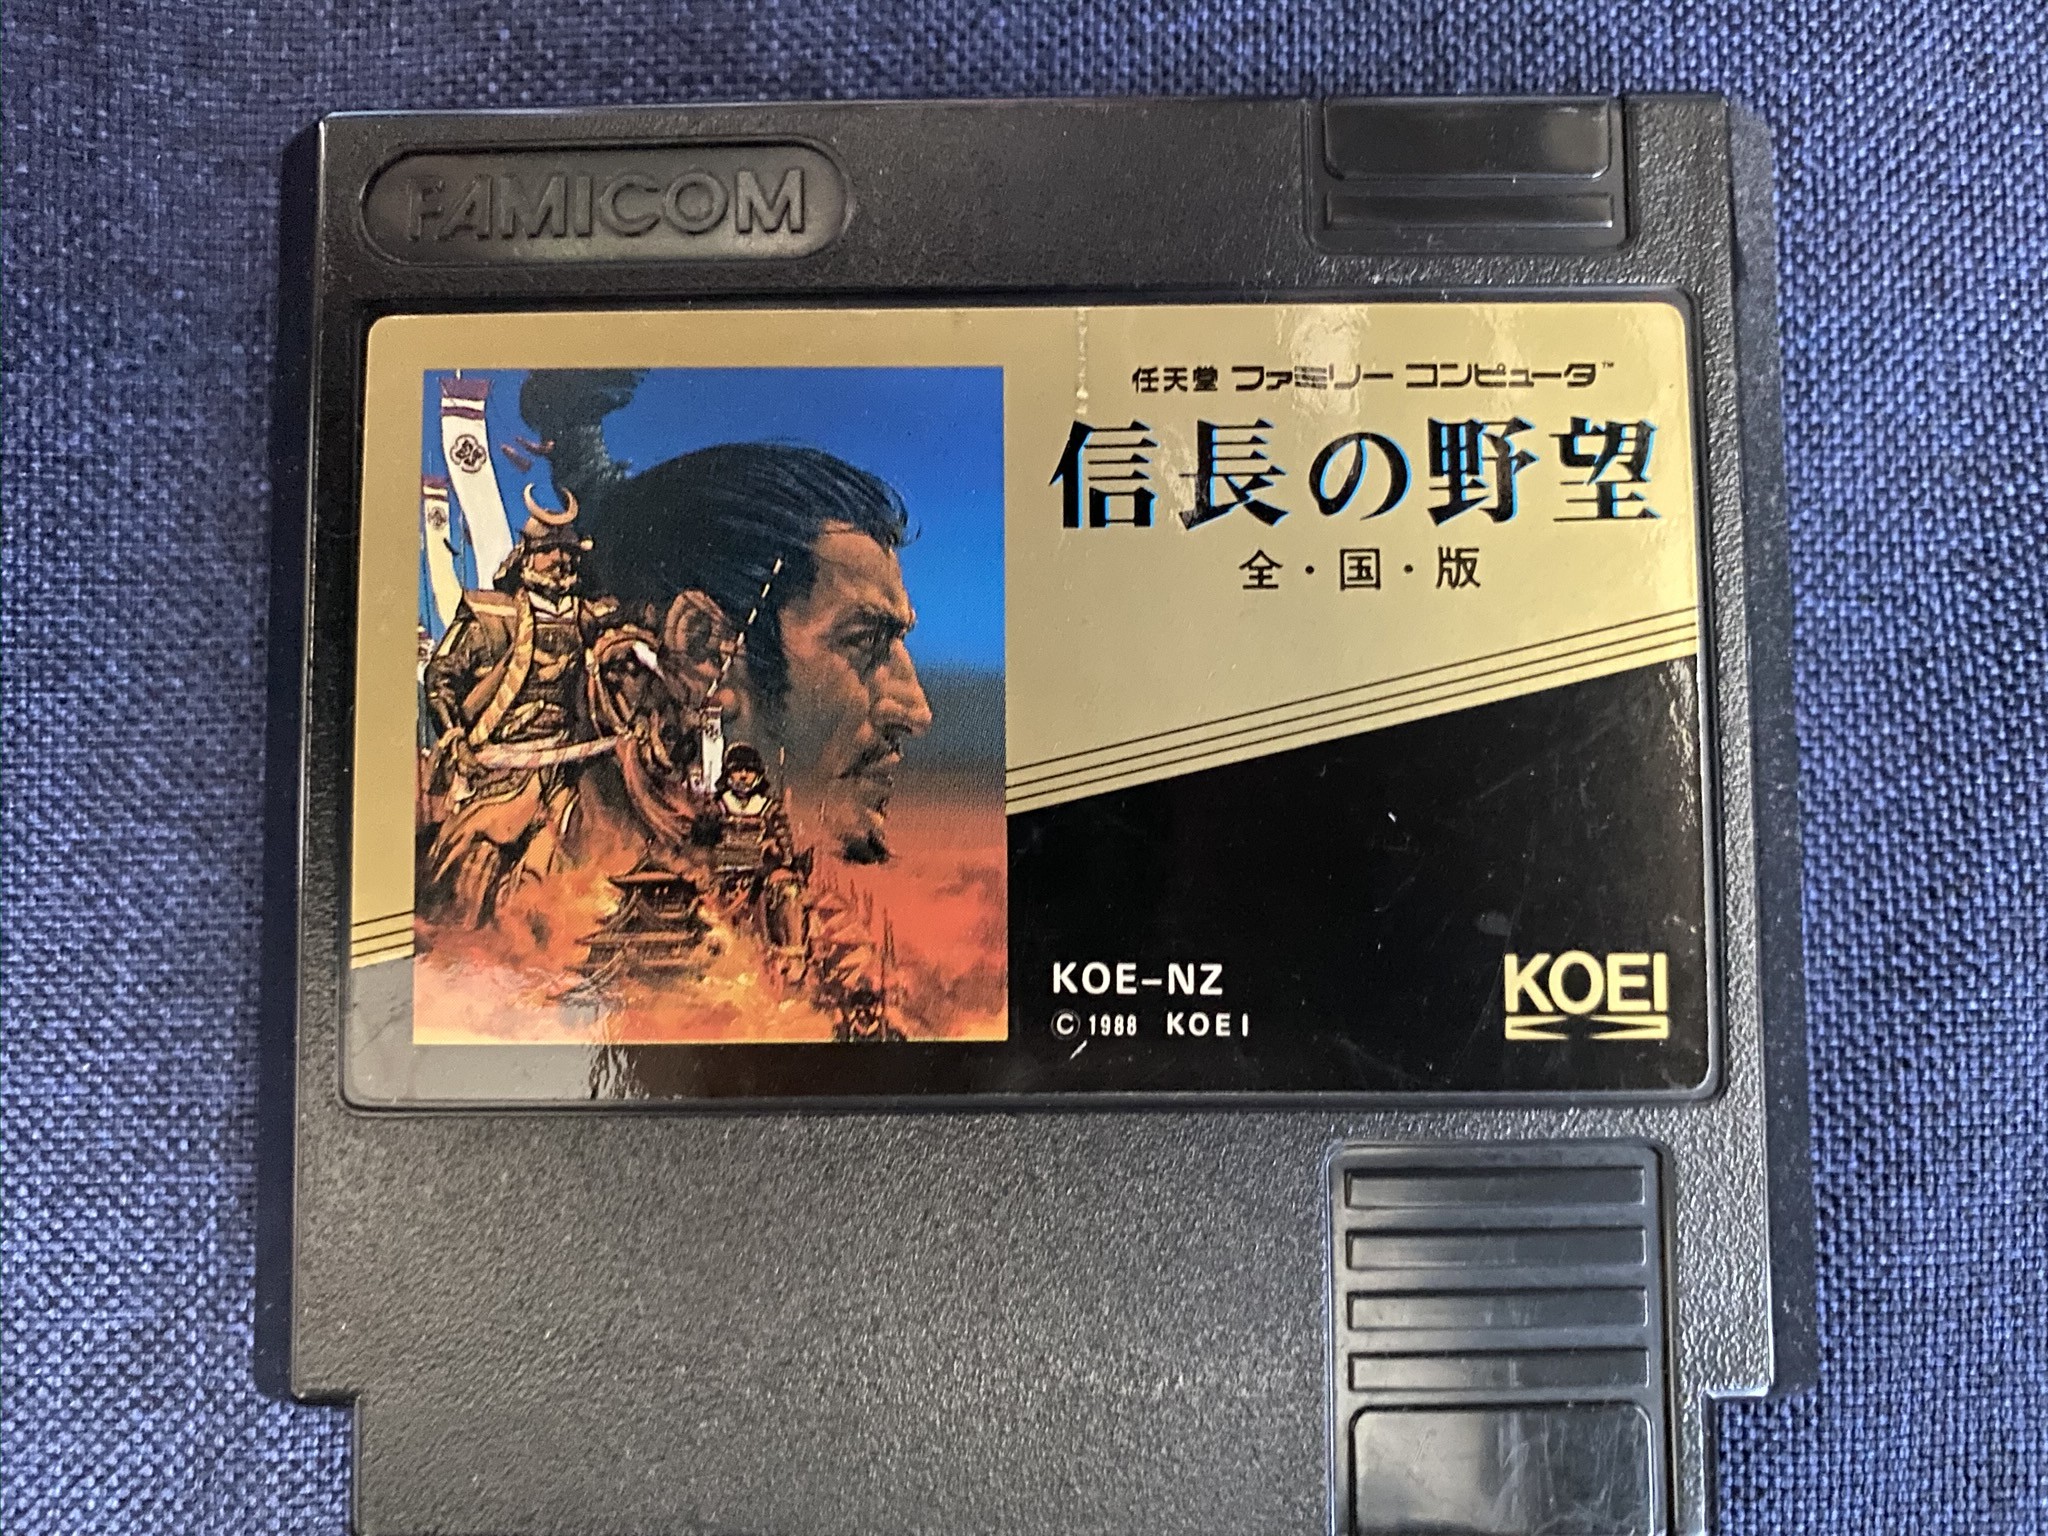 FAMICOM
任天堂 ファミリー コンピュータ™
信長の野望
全・国・版
KOE-NZ
© 1988 KOEI
KOEI